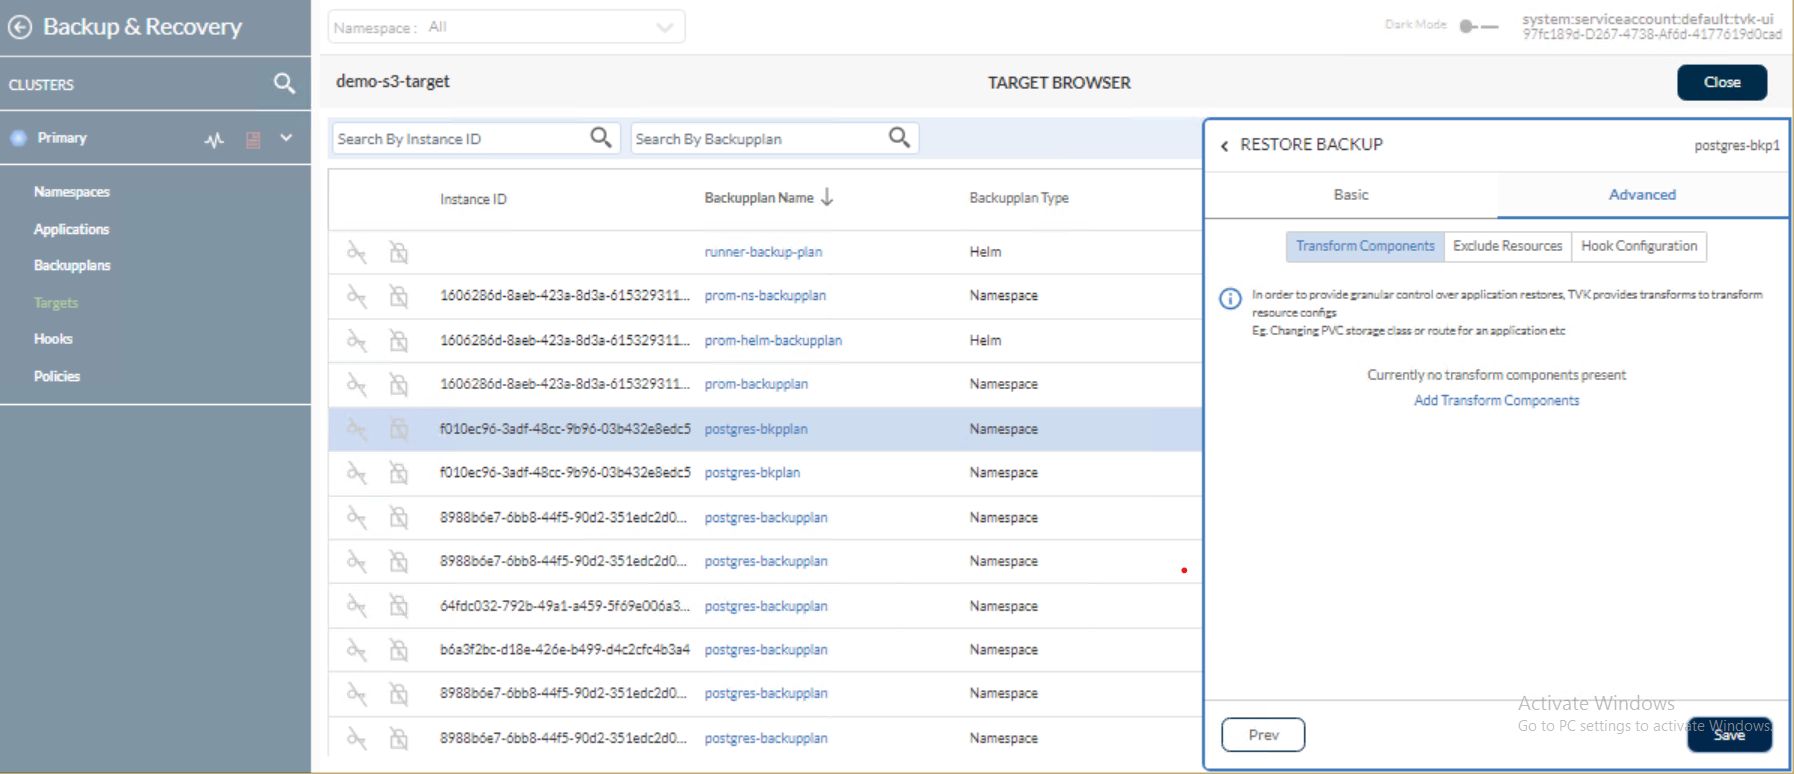 Backup & Recovery
Namespace : All
Dark Mode
system:serviceaccount:default:tvk-ui
97fc189d-D267-4738-Af6d-4177619d0cad
CLUSTERS
demo-s3-target
TARGET BROWSER
Close
Primary
Namespaces
Applications
Backupplans
Targets
Hooks
Policies
Search By Instance ID
Search By Backupplan
Instance ID Backupplan Name Backupplan Type
runner-backup-plan Helm
1606286d-8aeb-423a-8d3a-615329311... prom-ns-backupplan Namespace
1606286d-8aeb-423a-8d3a-615329311... prom-helm-backupplan Helm
1606286d-8aeb-423a-8d3a-615329311... prom-backupplan Namespace
f010ec96-3adf-48cc-9b96-03b432e8edc5 postgres-bkpplan Namespace
f010ec96-3adf-48cc-9b96-03b432e8edc5 postgres-bkplan Namespace
8988b6e7-6bb8-44f5-90d2-351edc2d0... postgres-backupplan Namespace
8988b6e7-6bb8-44f5-90d2-351edc2d0... postgres-backupplan Namespace
64fdc032-792b-49a1-a459-5f69e006a3... postgres-backupplan Namespace
b6a3f2bc-d18e-426e-b499-d4c2cfc4b3a4 postgres-backupplan Namespace
8988b6e7-6bb8-44f5-90d2-351edc2d0... postgres-backupplan Namespace
8988b6e7-6bb8-44f5-90d2-351edc2d0... postgres-backupplan Namespace
RESTORE BACKUP
postgres-bkp1
Basic
Advanced
Transform Components
Exclude Resources
Hook Configuration
In order to provide granular control over application restores, TVK provides transforms to transform
resource configs
Eg. Changing PVC storage class or route for an application etc
Currently no transform components present
Add Transform Components
Activate Windows
Go to PC settings to activate Windows.
Prev
Save